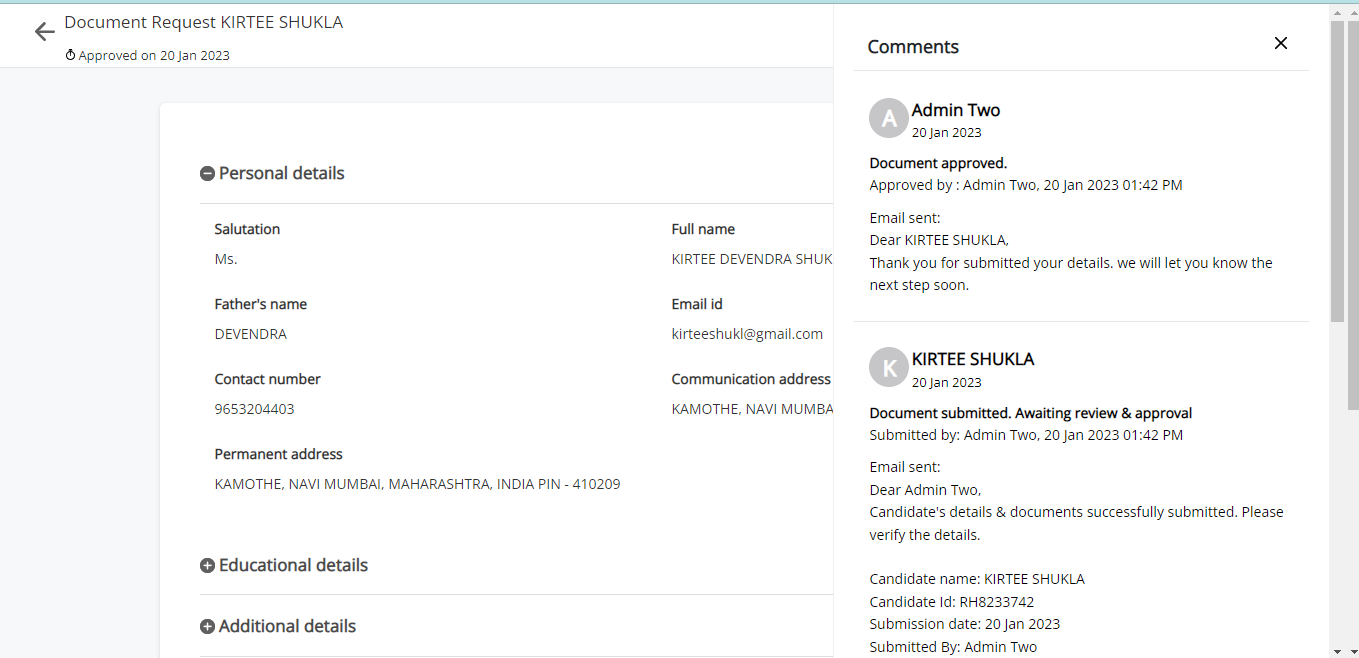 Document Request KIRTEE SHUKLA
Approved on 20 Jan 2023
Personal details
Salutation
Ms.
Full name
KIRTEE DEVENDRA SHUK
Father's name
DEVENDRA
Email id
kirteeshukl@gmail.com
Contact number
9653204403
Communication address
KAMOTHE, NAVI MUMBA
Permanent address
KAMOTHE, NAVI MUMBAI, MAHARASHTRA, INDIA PIN - 410209
Educational details
Additional details
Comments
A
Admin Two
20 Jan 2023
Document approved.
Approved by : Admin Two, 20 Jan 2023 01:42 PM
Email sent:
Dear KIRTEE SHUKLA,
Thank you for submitted your details. we will let you know the
next step soon.
K
KIRTEE SHUKLA
20 Jan 2023
Document submitted. Awaiting review & approval
Submitted by: Admin Two, 20 Jan 2023 01:42 PM
Email sent:
Dear Admin Two,
Candidate's details & documents successfully submitted. Please
verify the details.
Candidate name: KIRTEE SHUKLA
Candidate Id: RH8233742
Submission date: 20 Jan 2023
Submitted By: Admin Two